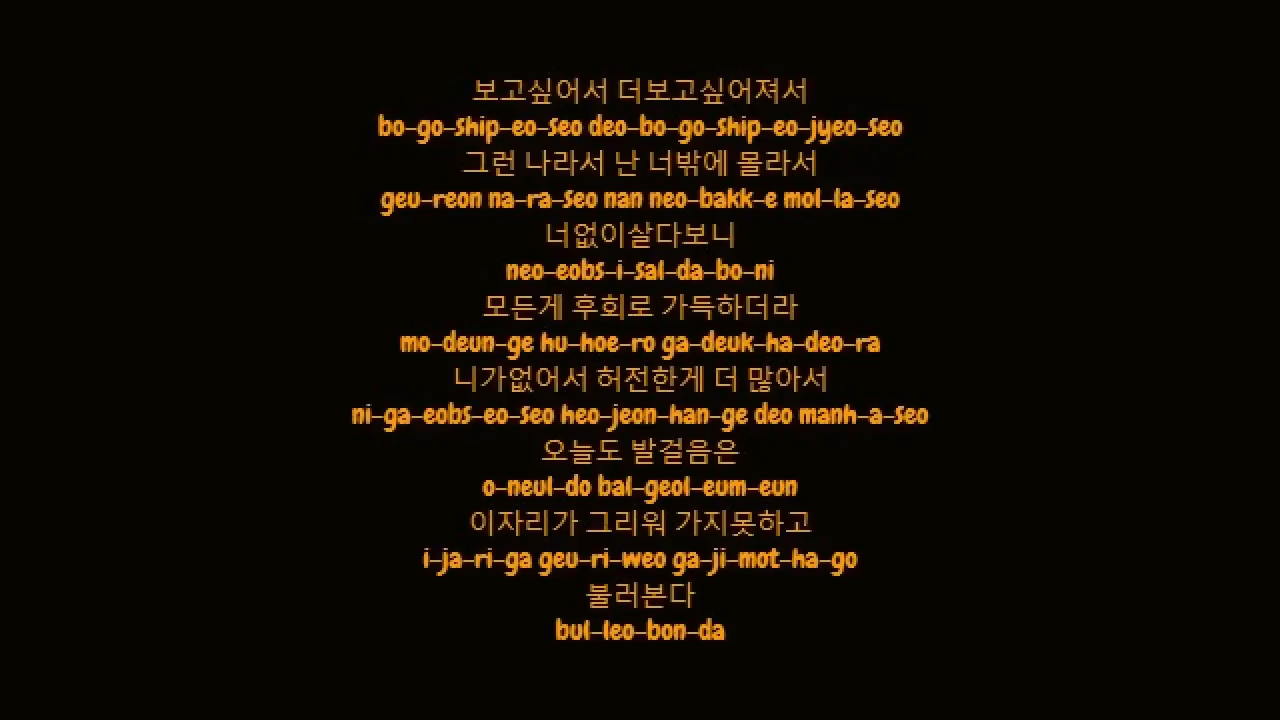 보고싶어서 더보고싶어져서
bo-go-ship-eo-seo deo-bo-go-ship-eo-jyeo-seo
그런 나라서 난 너밖에 몰라서
geu-reon na-ra-seo nan neo-bakk-e mol-la-seo
너없이살다보니
neo-eobs-i-sal-da-bo-ni
모든게 후회로 가득하더라
mo-deun-ge hu-hoe-ro ga-deuk-ha-deo-ra
니가없어서 허전한게 더 많아서
ni-ga-eobs-eo-seo heo-jeon-han-ge deo manh-a-seo
오늘도 발걸음은
o-neul-do bal-geol-eum-eun
이자리가 그리워 가지못하고
i-ja-ri-ga geu-ri-weo ga-ji-mot-ha-go
불러본다
bul-leo-bon-da